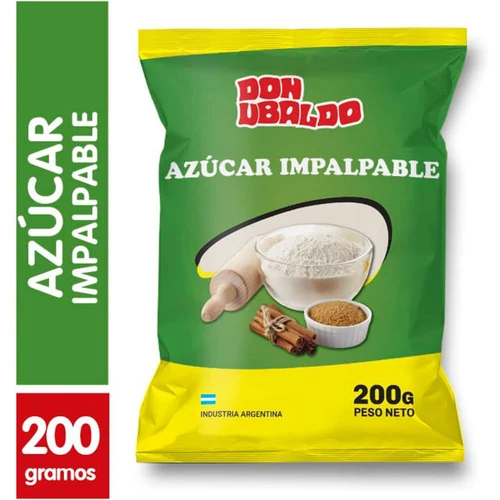 AZÚCAR
IMPALPABLE
200
gramos
DON
UBALDO
AZÚCAR IMPALPABLE
INDUSTRIA ARGENTINA
200G
PESO NETO